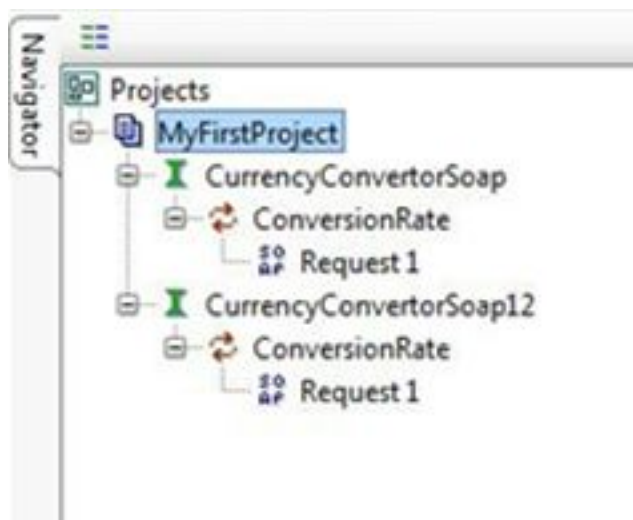 Navigator
Projects
MyFirstProject
CurrencyConvertorSoap
ConversionRate
Request 1
CurrencyConvertorSoap12
ConversionRate
Request 1